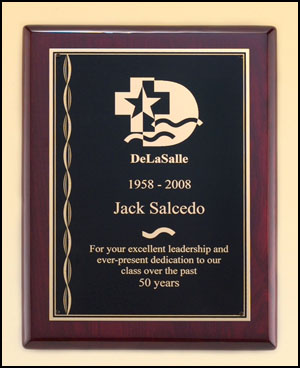 DeLaSalle
1958 - 2008
Jack Salcedo
For your excellent leadership and
ever-present dedication to our
class over the past
50 years